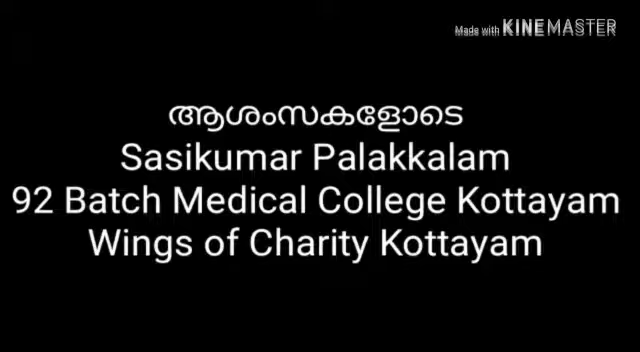 Made with KINEMASTER
ആശംസകളോടെ
Sasikumar Palakkalam
92 Batch Medical College Kottayam
Wings of Charity Kottayam